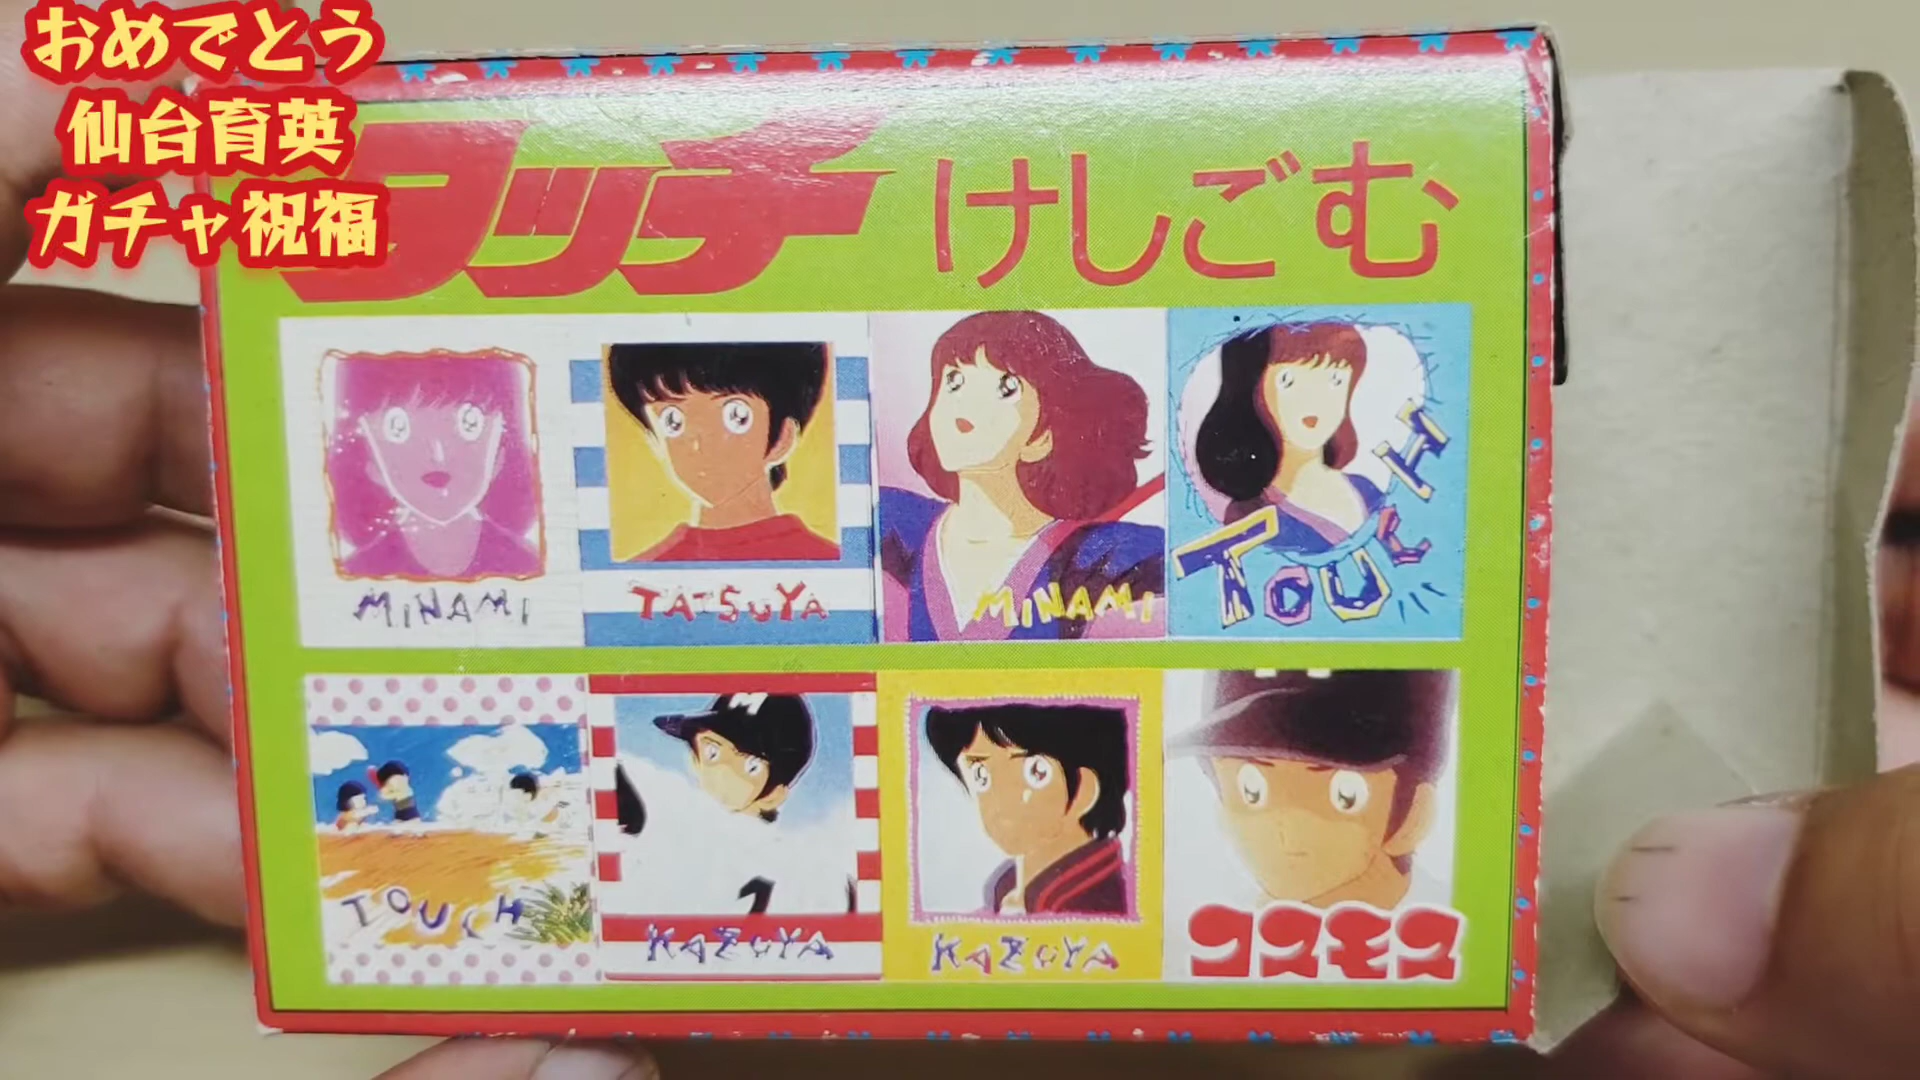 おめでとう
仙台育英
ガチャ祝福
タッチ けしごむ
MINAMI
TATSUYA
MINAMI
TOUCH
TOUCH
KAZUYA
KAZUYA
コスモス